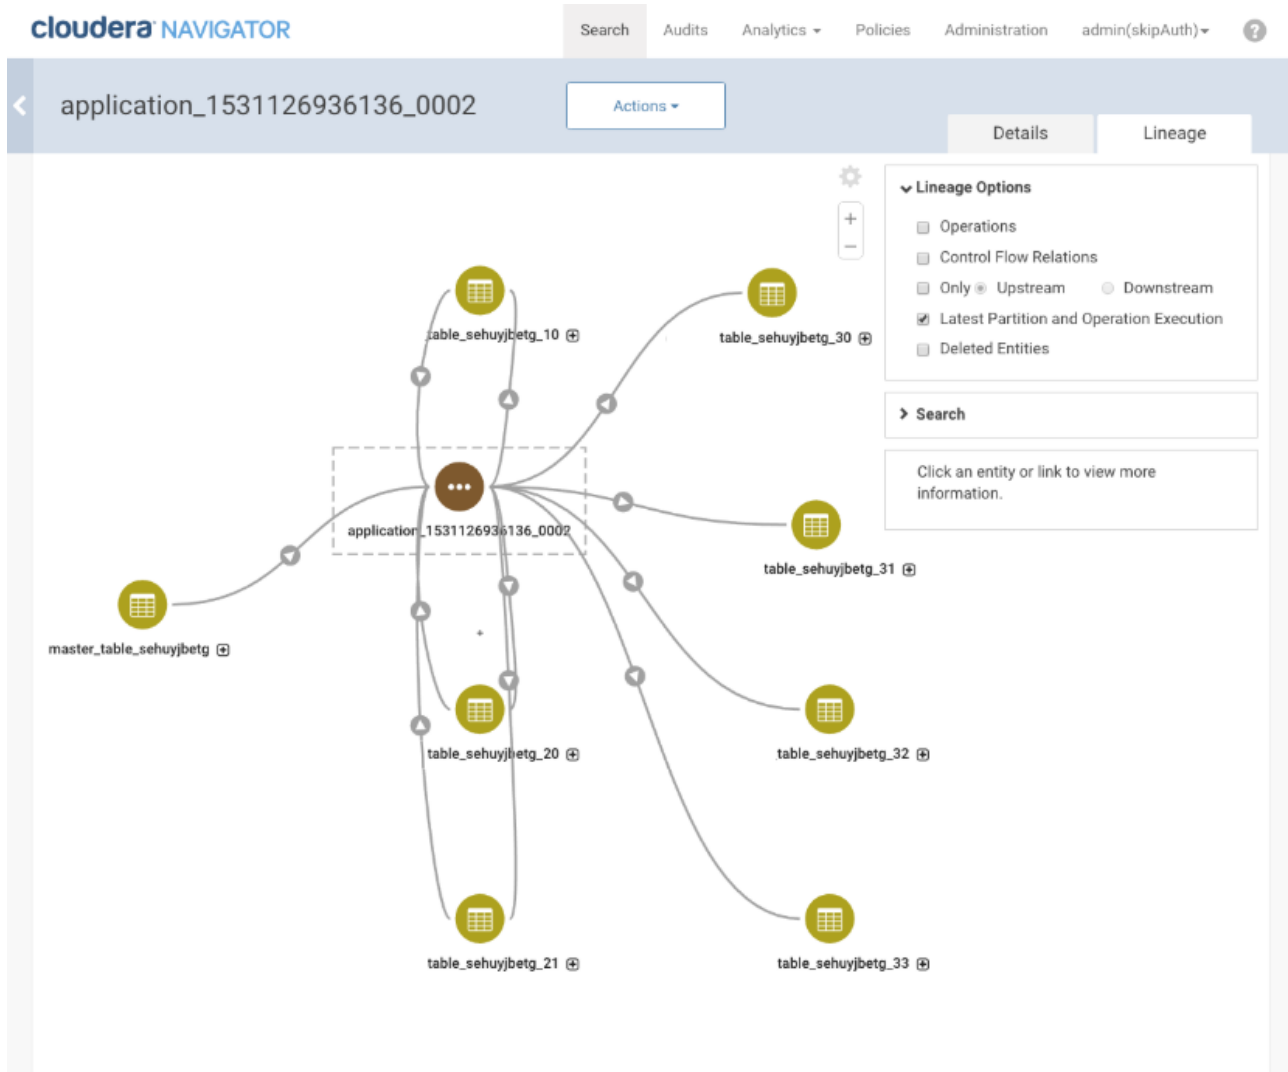 cloudera NAVIGATOR
Search Audits Analytics Policies Administration admin(skipAuth) ?
application_1531126936136_0002
Actions
Details Lineage
Lineage Options
Operations
Control Flow Relations
Only Upstream Downstream
Latest Partition and Operation Execution
Deleted Entities
Search
Click an entity or link to view more
information.
table_sehuyjbetg_10
table_sehuyjbetg_30
application_1531126936136_0002
table_sehuyjbetg_31
master_table_sehuyjbetg
table_sehuyjbetg_20
table_sehuyjbetg_32
table_sehuyjbetg_21
table_sehuyjbetg_33